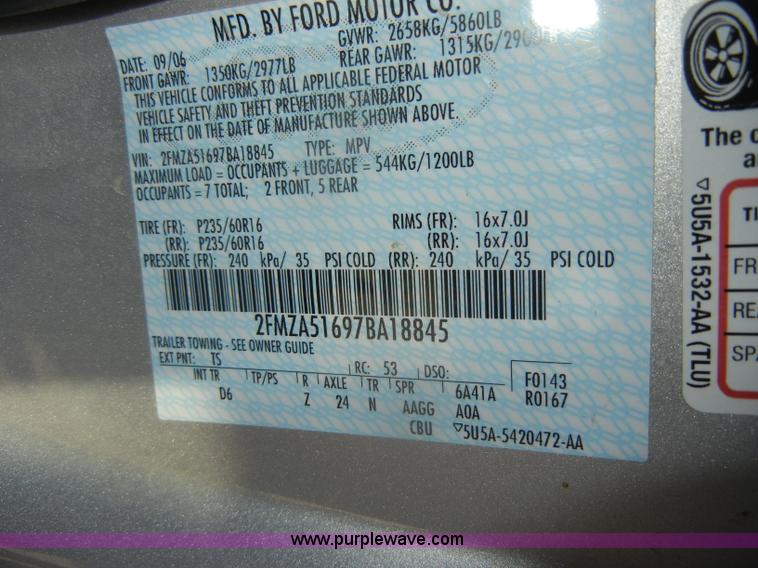 MFD. BY FORD MOTOR CO.
DATE: 09/06 GVWR: 2658KG/5860LB
FRONT GAWR: 1350KG/2977LB REAR GAWR: 1315KG/2900
THIS VEHICLE CONFORMS TO ALL APPLICABLE FEDERAL MOTOR
VEHICLE SAFETY AND THEFT PREVENTION STANDARDS
IN EFFECT ON THE DATE OF MANUFACTURE SHOWN ABOVE.
VIN: 2FMZA51697BA18845 TYPE: MPV
MAXIMUM LOAD = OCCUPANTS + LUGGAGE = 544KG/1200LB
OCCUPANTS = 7 TOTAL; 2 FRONT, 5 REAR
TIRE (FR): P235/60R16 RIMS (FR): 16x7.0J
(RR): P235/60R16 (RR): 16x7.0J
PRESSURE (FR): 240 kPa/ 35 PSI COLD (RR): 240 kPa/ 35 PSI COLD
2FMZA51697BA18845
TRAILER TOWING - SEE OWNER GUIDE
EXT PNT: TS RC: 53 DSO:
INT TR TP/PS R AXLE TR SPR 6A41A F0143
D6 Z 24 N AAGG A0A R0167
CBU ▽5U5A-5420472-AA
The
▽5U5A-1532-AA (TLU)
TI
FR
REA
SPA
www.purplewave.com